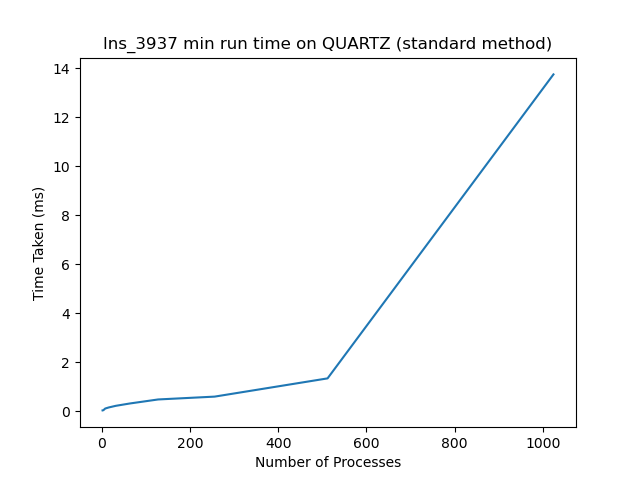 lns_3937 min run time on QUARTZ (standard method)
14
12
10
8
6
4
2
0
Time Taken (ms)
0 200 400 600 800 1000
Number of Processes